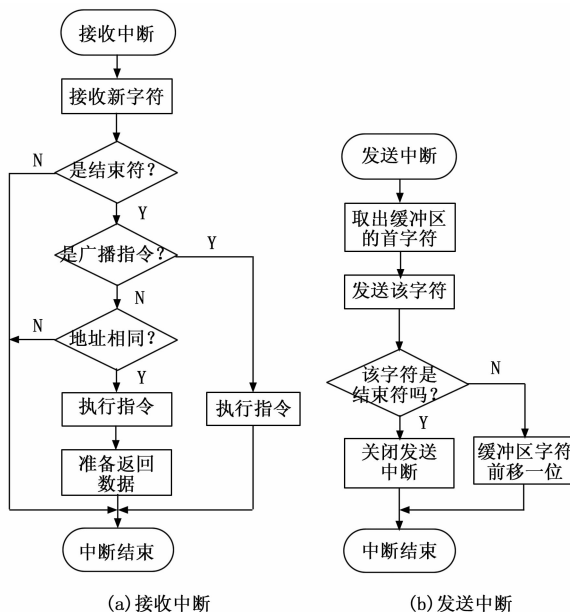 接收中断
接收新字符
N
是结束符?
Y
是广播指令?
Y
N
N
地址相同?
Y
执行指令
执行指令
准备返回
数据
中断结束
(a)接收中断
发送中断
取出缓冲区
的首字符
发送该字符
该字符是
结束符吗?
N
Y
关闭发送
中断
缓冲区字符
前移一位
中断结束
(b)发送中断